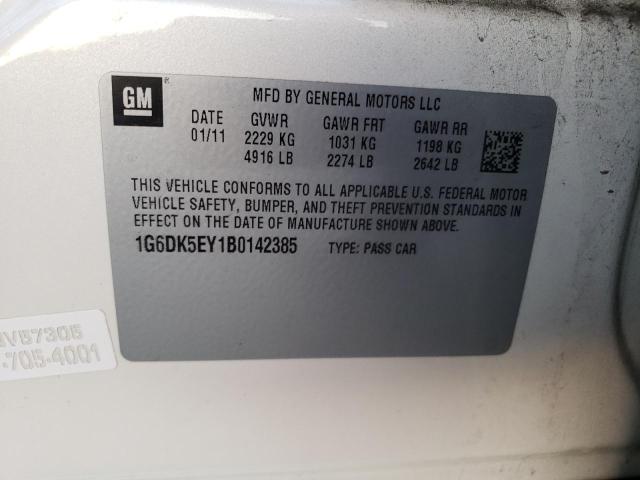 GM
MFD BY GENERAL MOTORS LLC
DATE GVWR GAWR FRT GAWR RR
01/11 2229 KG 1031 KG 1198 KG
4916 LB 2274 LB 2642 LB
THIS VEHICLE CONFORMS TO ALL APPLICABLE U.S. FEDERAL MOTOR
VEHICLE SAFETY, BUMPER, AND THEFT PREVENTION STANDARDS IN
EFFECT ON THE DATE OF MANUFACTURE SHOWN ABOVE.
1G6DK5EY1B0142385 TYPE: PASS CAR
705-4001